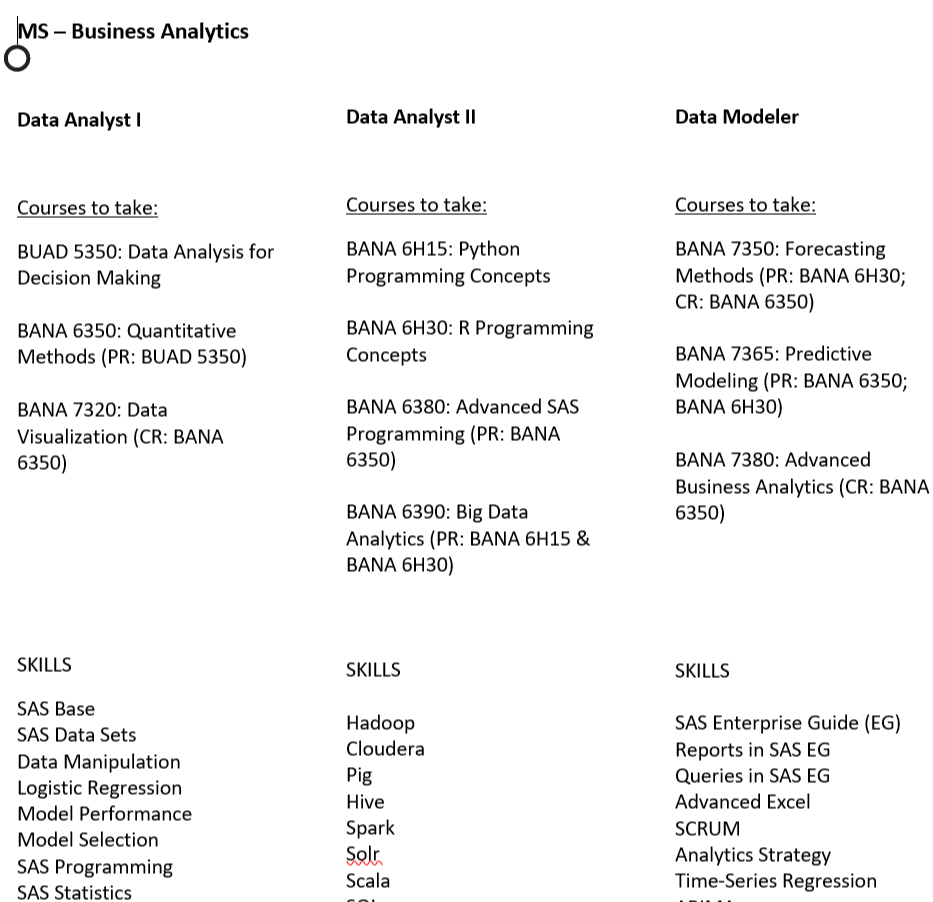 MS – Business Analytics
Data Analyst I
Courses to take:
BUAD 5350: Data Analysis for
Decision Making
BANA 6350: Quantitative
Methods (PR: BUAD 5350)
BANA 7320: Data
Visualization (CR: BANA
6350)
SKILLS
SAS Base
SAS Data Sets
Data Manipulation
Logistic Regression
Model Performance
Model Selection
SAS Programming
SAS Statistics
Data Analyst II
Courses to take:
BANA 6H15: Python
Programming Concepts
BANA 6H30: R Programming
Concepts
BANA 6380: Advanced SAS
Programming (PR: BANA
6350)
BANA 6390: Big Data
Analytics (PR: BANA 6H15 &
BANA 6H30)
SKILLS
Hadoop
Cloudera
Pig
Hive
Spark
Solr
Scala
Data Modeler
Courses to take:
BANA 7350: Forecasting
Methods (PR: BANA 6H30;
CR: BANA 6350)
BANA 7365: Predictive
Modeling (PR: BANA 6350;
BANA 6H30)
BANA 7380: Advanced
Business Analytics (CR: BANA
6350)
SKILLS
SAS Enterprise Guide (EG)
Reports in SAS EG
Queries in SAS EG
Advanced Excel
SCRUM
Analytics Strategy
Time-Series Regression